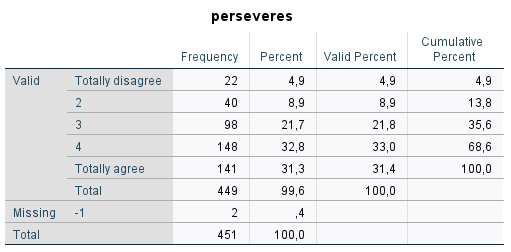 perseveres
Frequency Percent Valid Percent Cumulative Percent
Valid Totally disagree 22 4,9 4,9 4,9
2 40 8,9 8,9 13,8
3 98 21,7 21,8 35,6
4 148 32,8 33,0 68,6
Totally agree 141 31,3 31,4 100,0
Total 449 99,6 100,0
Missing -1 2 ,4
Total 451 100,0